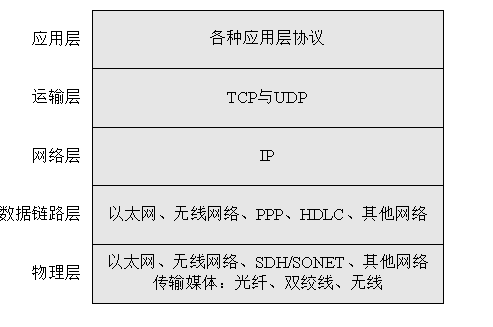 应用层 各种应用层协议
运输层 TCP与UDP
网络层 IP
数据链路层 以太网、无线网络、PPP、HDLC、其他网络
物理层 以太网、无线网络、SDH/SONET、其他网络
传输媒体：光纤、双绞线、无线